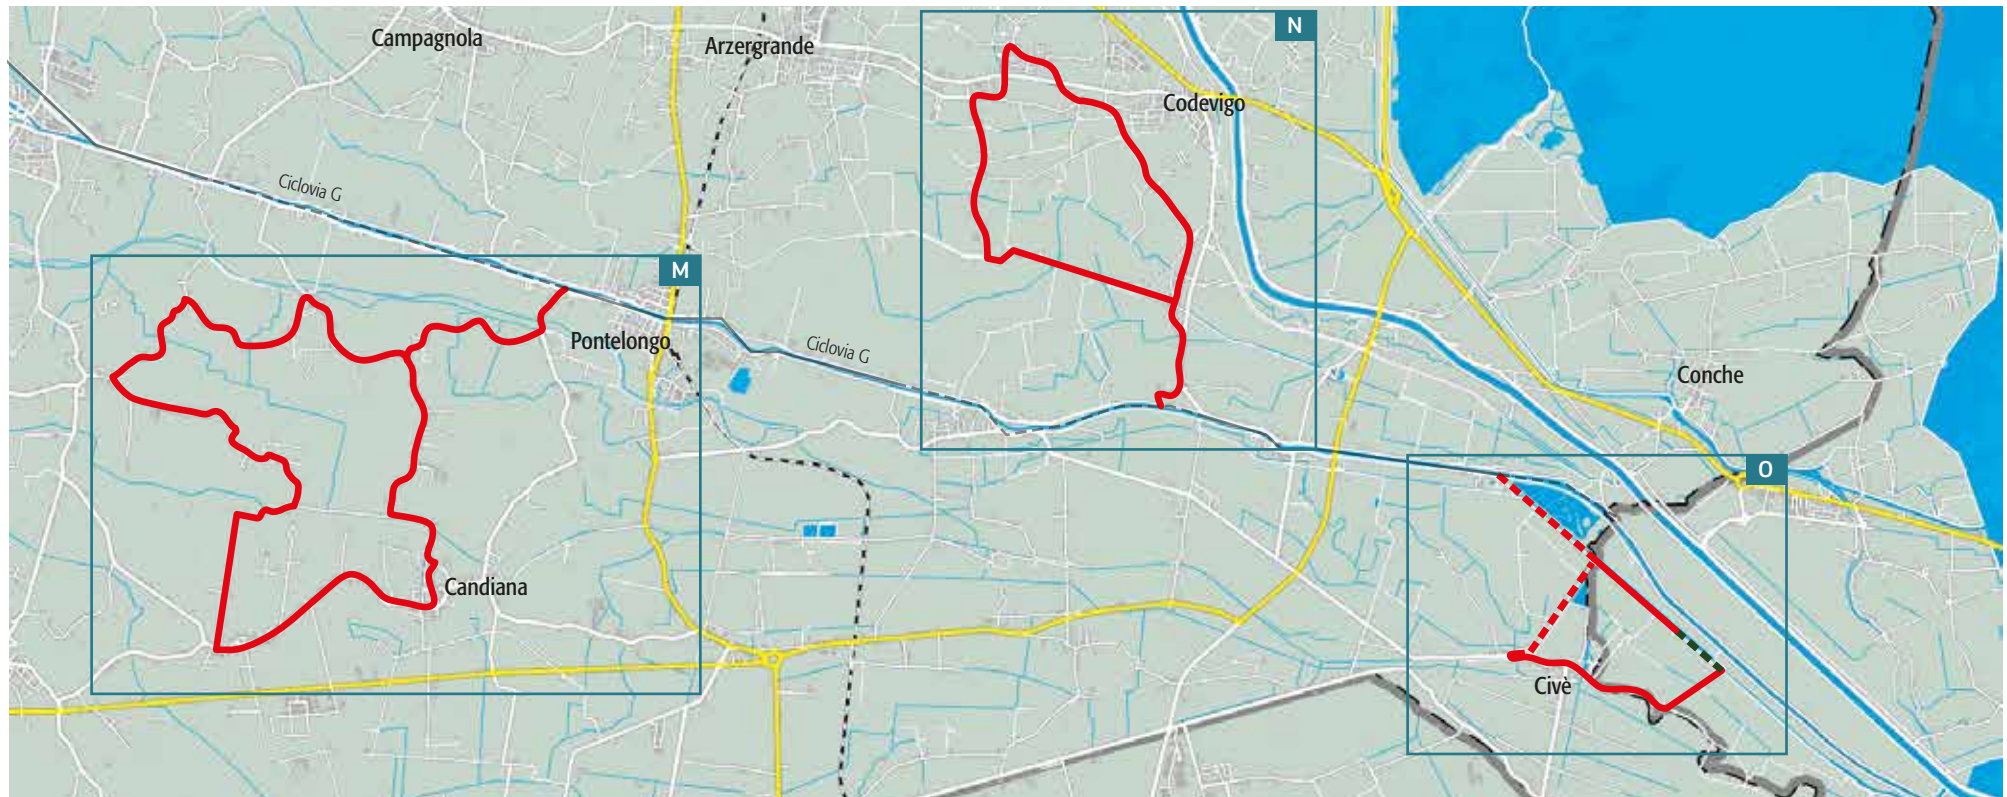 Campagnola
Arzergrande
N
Codevigo
Ciclovia G
M
Pontelongo
Ciclovia G
Conche
O
Candiana
Civè